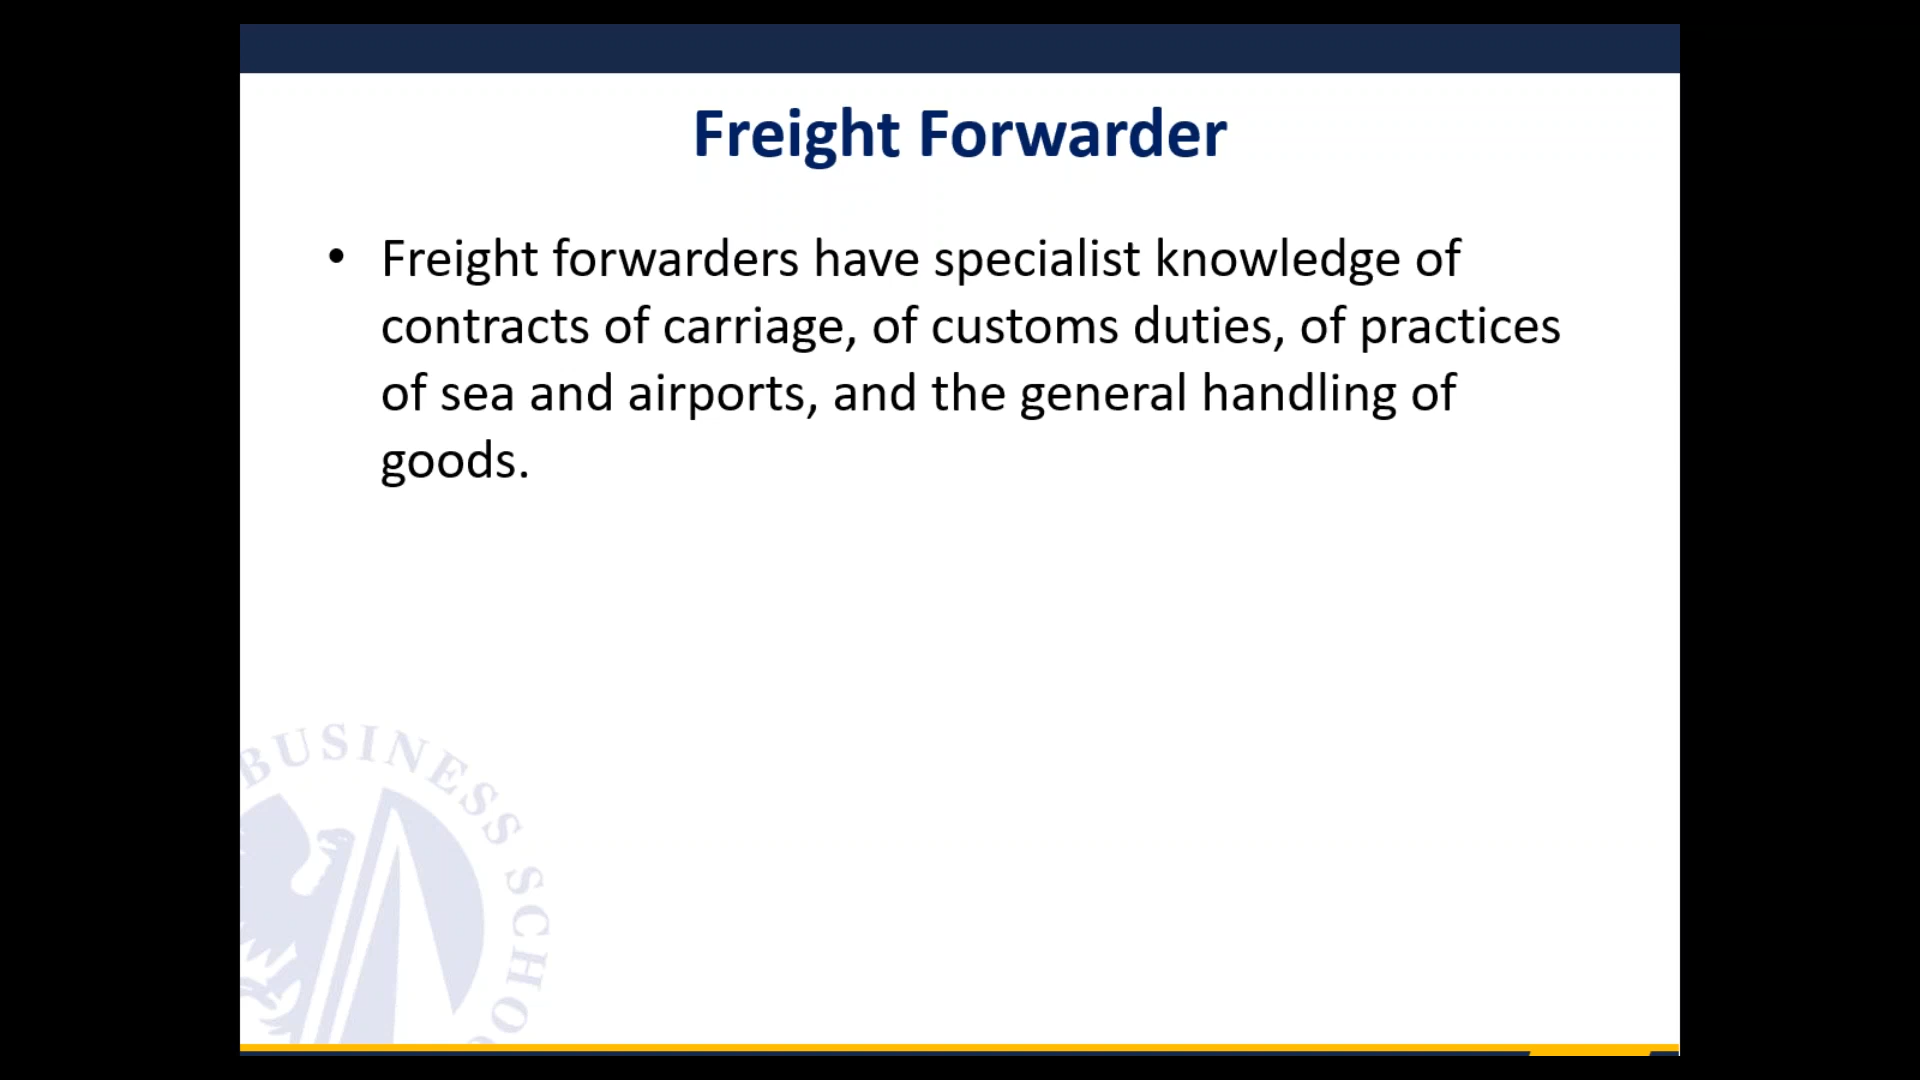 Freight Forwarder
• Freight forwarders have specialist knowledge of
contracts of carriage, of customs duties, of practices
of sea and airports, and the general handling of
goods.
BUSINESS SCHO